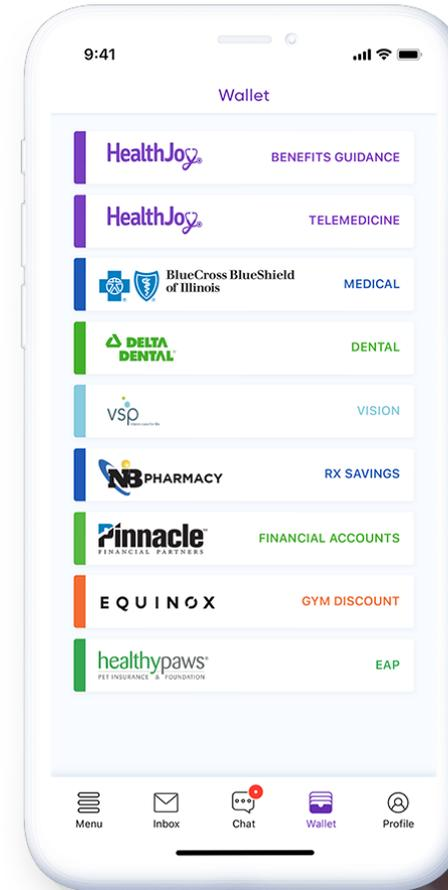 9:41
Wallet
HealthJoy® BENEFITS GUIDANCE
HealthJoy® TELEMEDICINE
BlueCross BlueShield
of Illinois
MEDICAL
DELTA
DENTAL
DENTAL
vsp
VISION
NB PHARMACY RX SAVINGS
Pinnacle™
FINANCIAL PARTNERS
FINANCIAL ACCOUNTS
EQUINOX GYM DISCOUNT
healthypaws®
PET INSURANCE & FOUNDATION
EAP
Menu Inbox Chat Wallet Profile